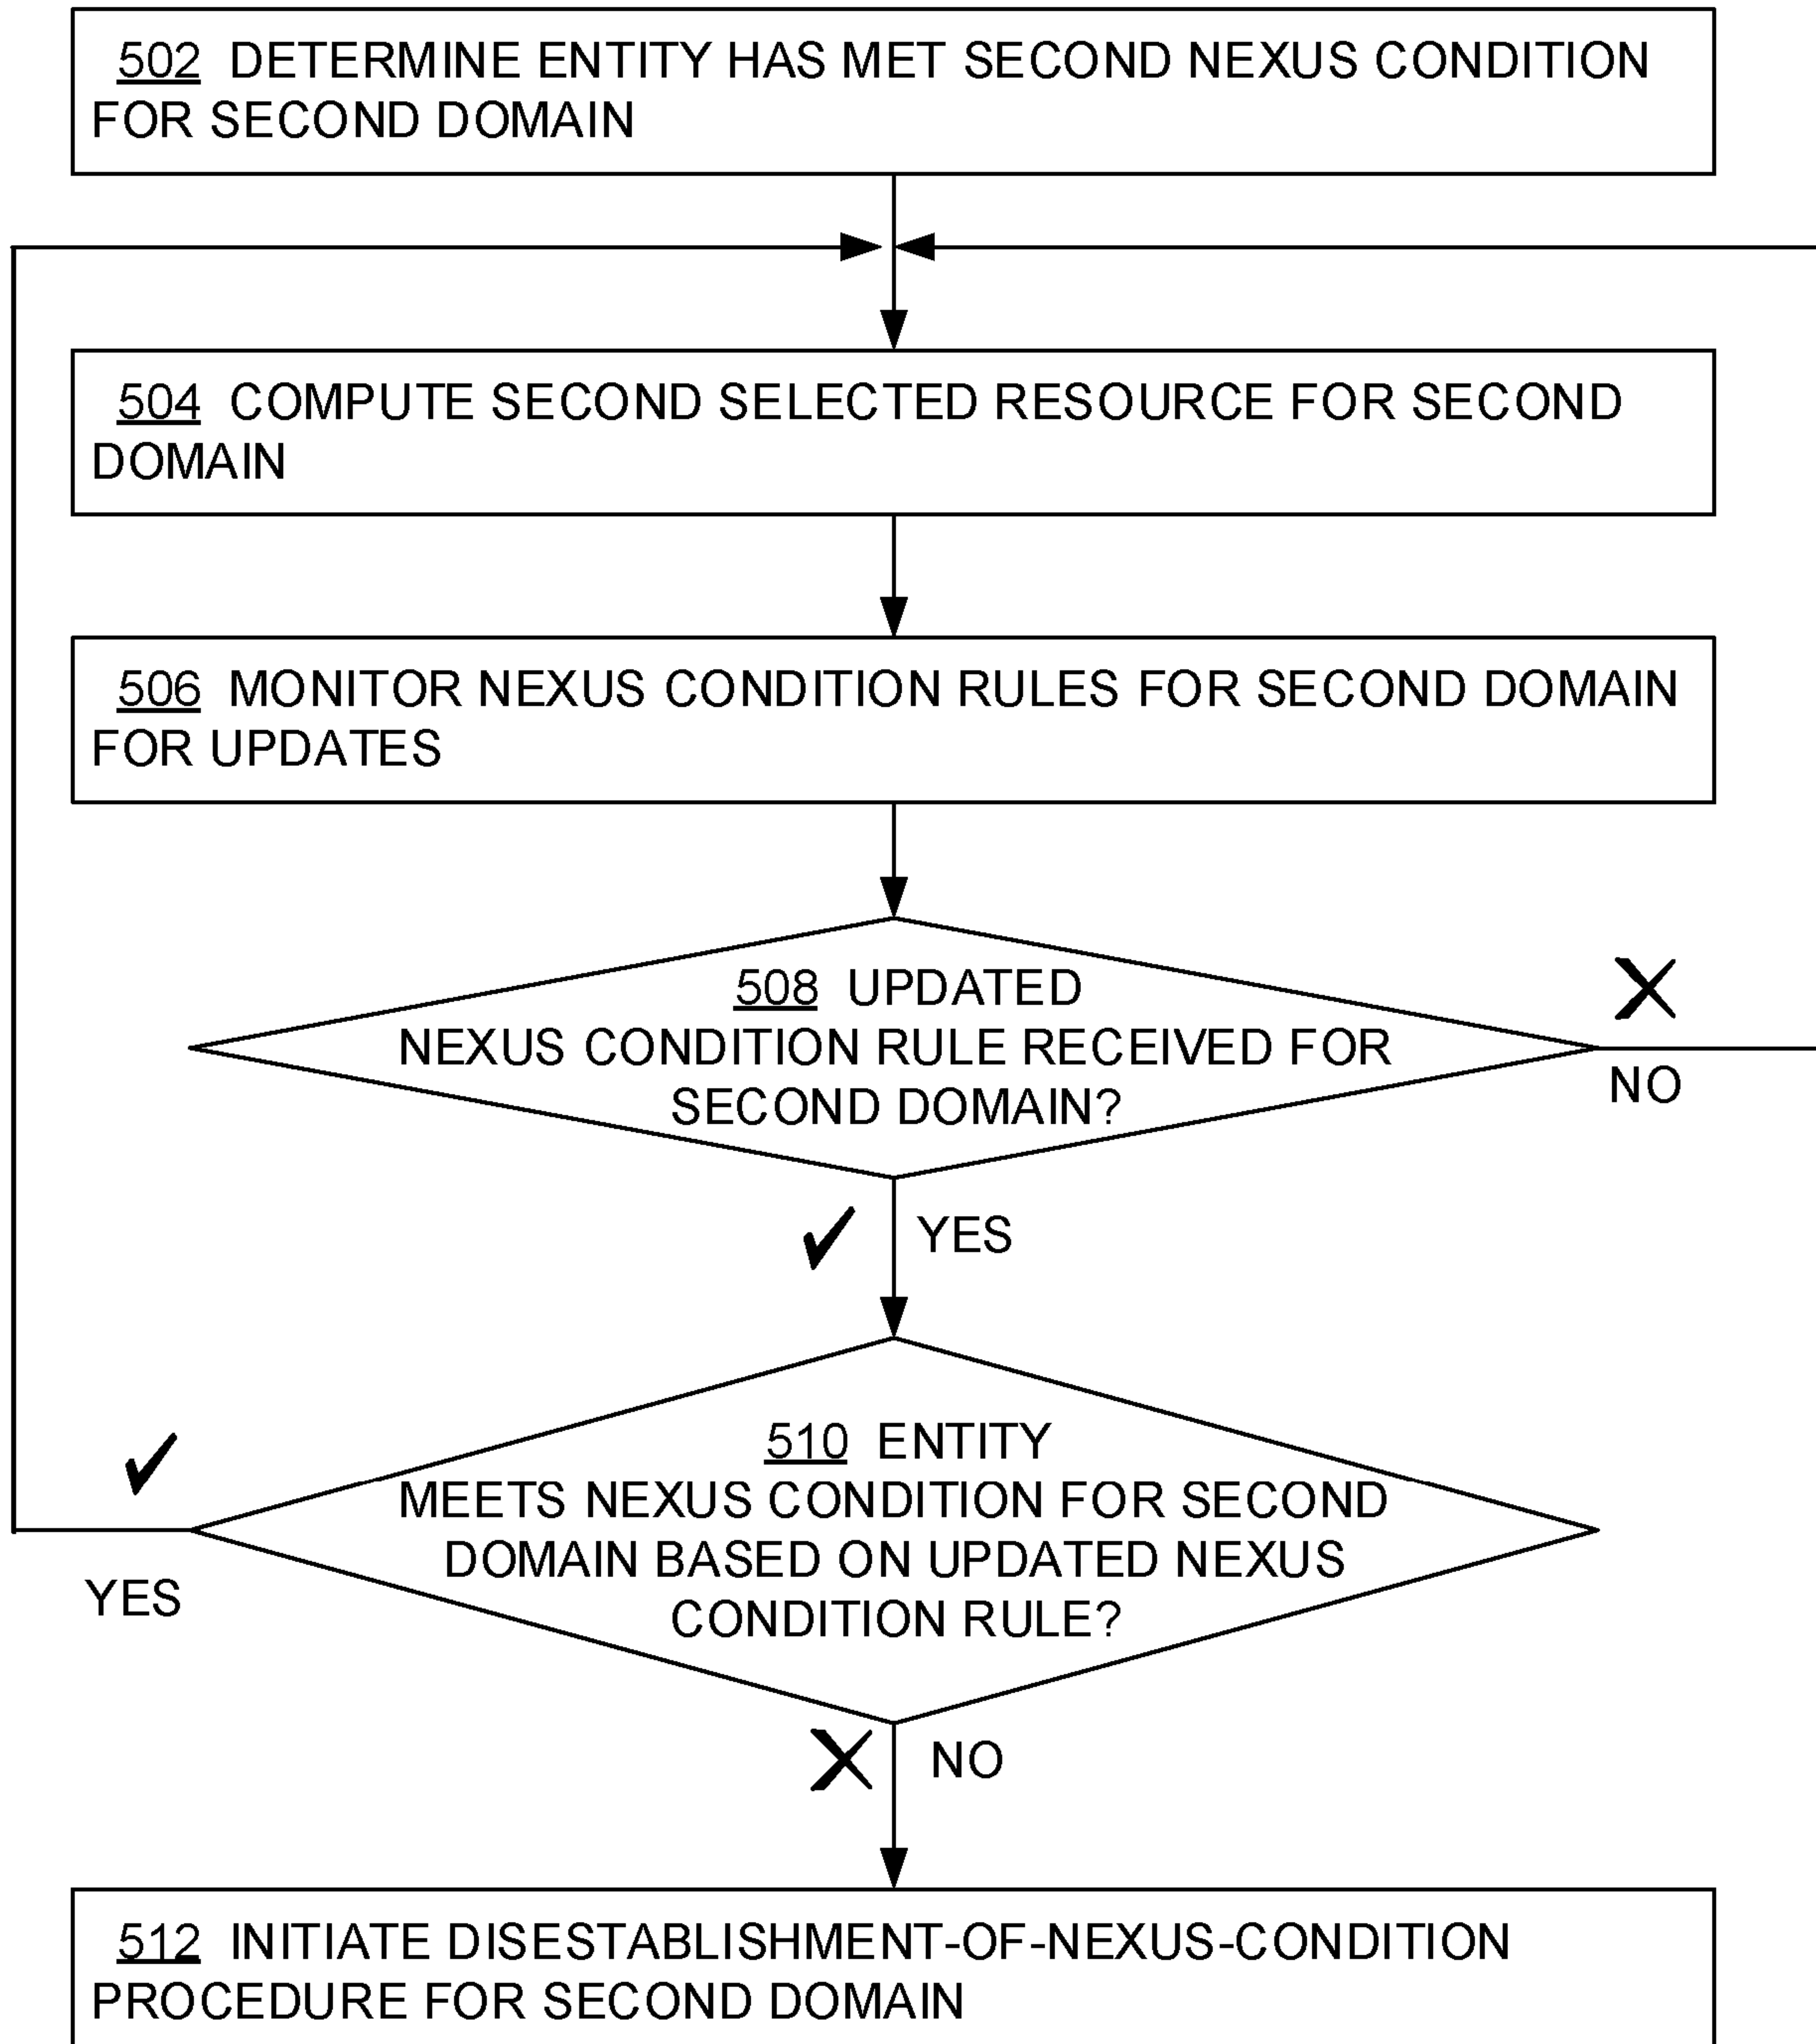 502 DETERMINE ENTITY HAS MET SECOND NEXUS CONDITION
FOR SECOND DOMAIN
504 COMPUTE SECOND SELECTED RESOURCE FOR SECOND
DOMAIN
506 MONITOR NEXUS CONDITION RULES FOR SECOND DOMAIN
FOR UPDATES
508 UPDATED
NEXUS CONDITION RULE RECEIVED FOR
SECOND DOMAIN?
NO
YES
510 ENTITY
MEETS NEXUS CONDITION FOR SECOND
DOMAIN BASED ON UPDATED NEXUS
CONDITION RULE?
YES
NO
512 INITIATE DISESTABLISHMENT-OF-NEXUS-CONDITION
PROCEDURE FOR SECOND DOMAIN